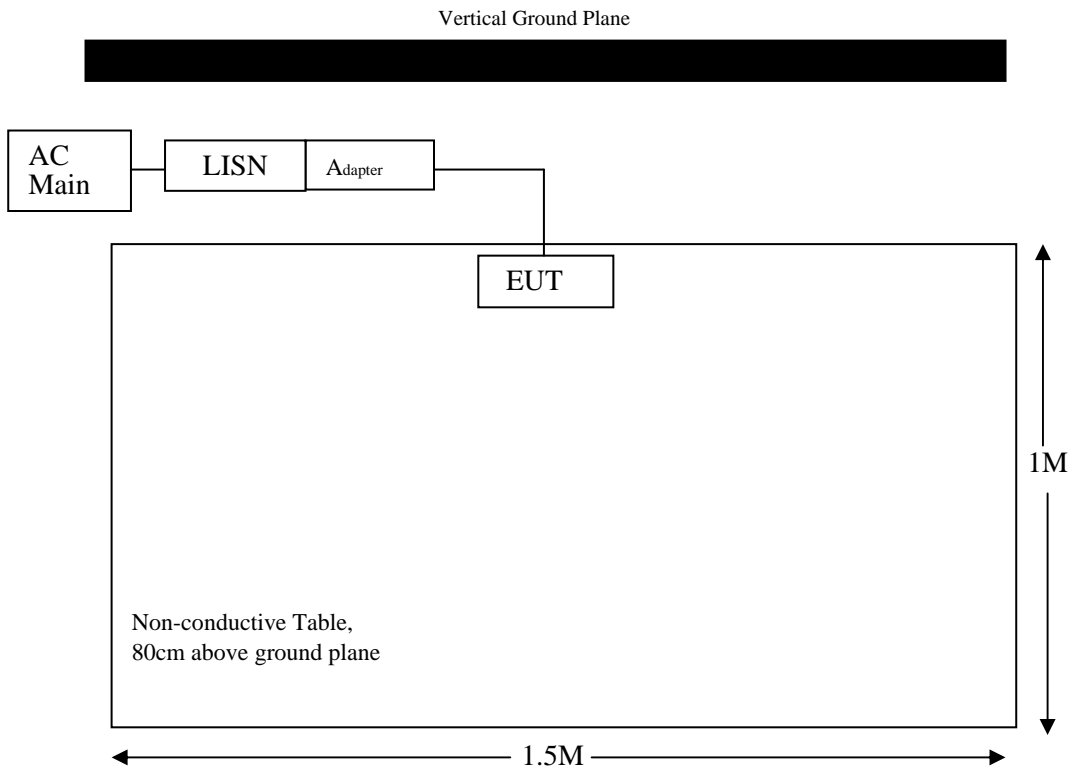 Vertical Ground Plane
AC
Main
LISN
Adapter
EUT
1M
Non-conductive Table,
80cm above ground plane
1.5M